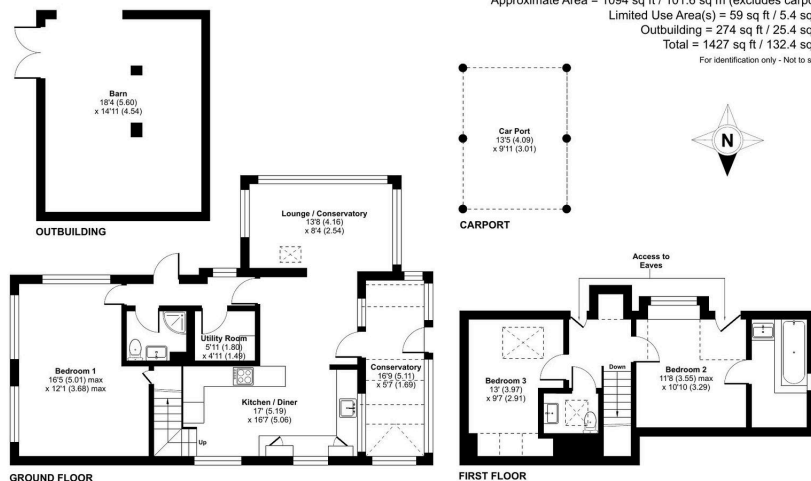 Approximate Area = 1094 sq ft / 101.6 sq m (excludes carpo
Limited Use Area(s) = 59 sq ft / 5.4 sq
Outbuilding = 274 sq ft / 25.4 sq
Total = 1427 sq ft / 132.4 sq
For identification only - Not to s
Barn
18'4 (5.60)
x 14'11 (4.54)
OUTBUILDING
Car Port
13'5 (4.09)
x 9'11 (3.01)
CARPORT
N
Lounge / Conservatory
13'8 (4.16)
x 8'4 (2.54)
Utility Room
5'11 (1.80)
x 4'11 (1.49)
Bedroom 1
16'5 (5.01) max
x 12'1 (3.68) max
Conservatory
16'9 (5.11)
x 5'7 (1.69)
Kitchen / Diner
17' (5.19)
x 16'7 (5.06)
Up
GROUND FLOOR
Access to
Eaves
Bedroom 3
13' (3.97)
x 9'7 (2.91)
Down
Bedroom 2
11'8 (3.55) max
x 10'10 (3.29)
FIRST FLOOR